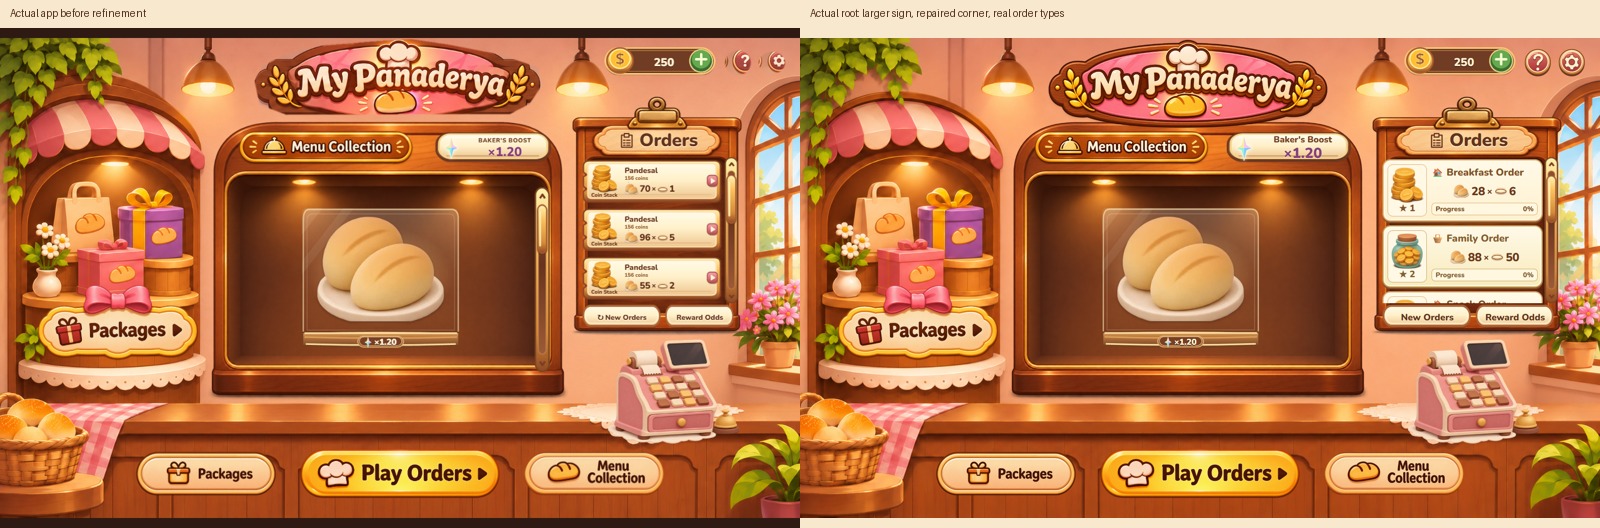 Actual app before refinement
My Panaderya
$ 250 + ?
Menu Collection
BAKER'S BOOST
×1.20
Orders
Pandesal
156 coins
70 × 1
Coin Stack
Pandesal
156 coins
96 × 5
Coin Stack
Pandesal
156 coins
55 × 2
Coin Stack
↻ New Orders
Reward Odds
Packages
×1.20
Packages
Play Orders
Menu
Collection
Actual root: larger sign, repaired corner, real order types
My Panaderya
$ 250 + ?
Menu Collection
Baker's Boost
×1.20
Orders
Breakfast Order
28 × 6
★ 1
Progress 0%
Family Order
88 × 50
★ 2
Progress 0%
New Orders
Reward Odds
Packages
×1.20
Packages
Play Orders
Menu
Collection